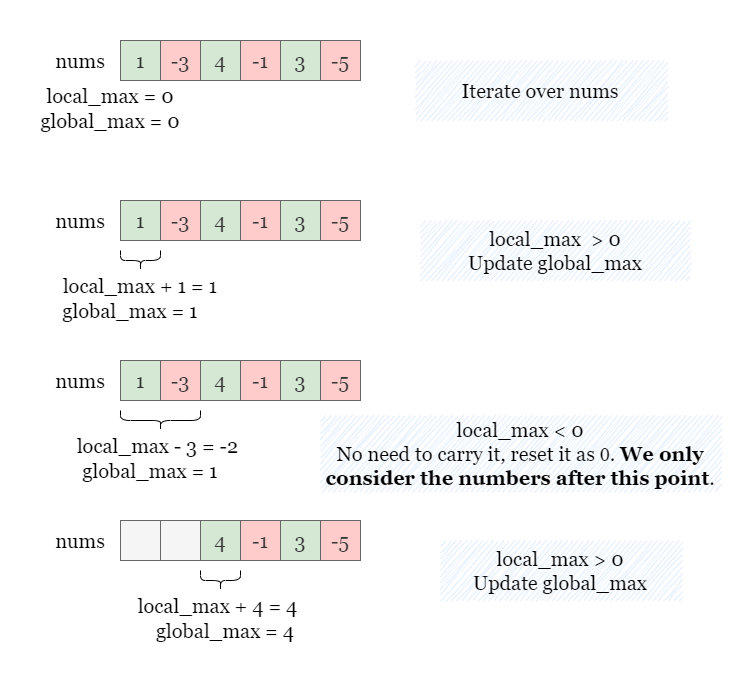 nums 1 -3 4 -1 3 -5
local_max = 0
global_max = 0
Iterate over nums
nums 1 -3 4 -1 3 -5
local_max + 1 = 1
global_max = 1
local_max > 0
Update global_max
nums 1 -3 4 -1 3 -5
local_max - 3 = -2
global_max = 1
local_max < 0
No need to carry it, reset it as 0. We only
consider the numbers after this point.
nums 4 -1 3 -5
local_max + 4 = 4
global_max = 4
local_max > 0
Update global_max